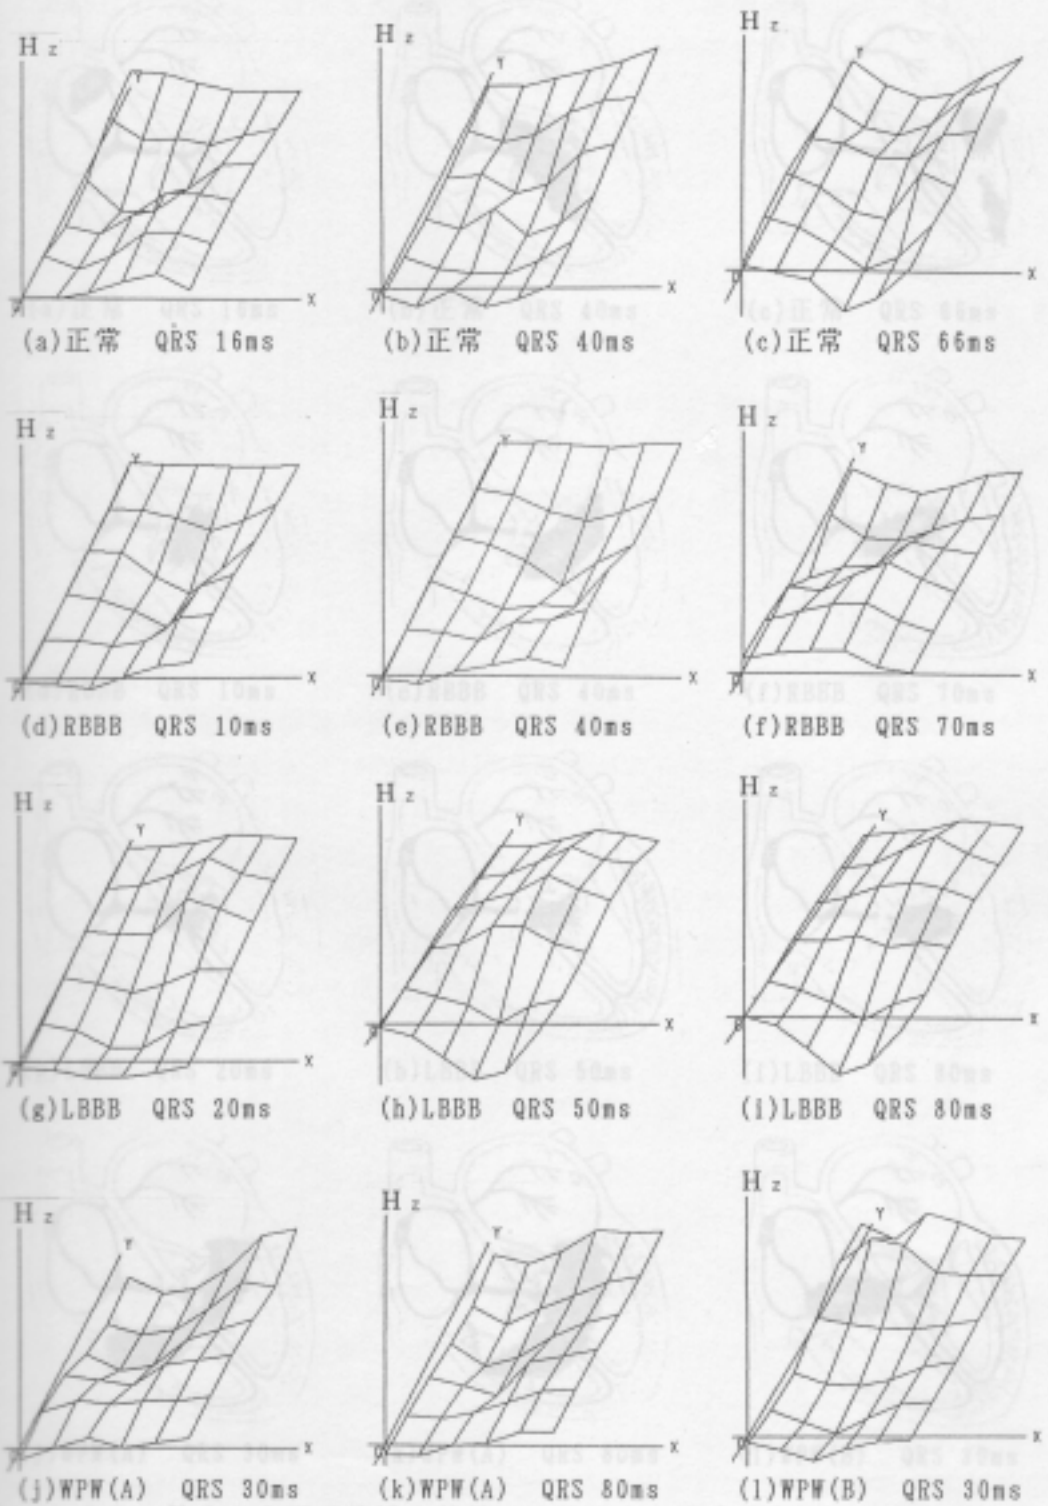 Hz Hz Hz
Y Y Y
X X X
(a)正常 QRS 16ms (b)正常 QRS 40ms (c)正常 QRS 66ms
Hz Hz Hz
Y Y Y
X X X
(d)RBBB QRS 10ms (e)RBBB QRS 40ms (f)RBBB QRS 70ms
Hz Hz Hz
Y Y Y
X X X
(g)LBBB QRS 20ms (h)LBBB QRS 50ms (i)LBBB QRS 80ms
Hz Hz Hz
Y Y Y
X X X
(j)WPW(A) QRS 30ms (k)WPW(A) QRS 80ms (l)WPW(B) QRS 30ms